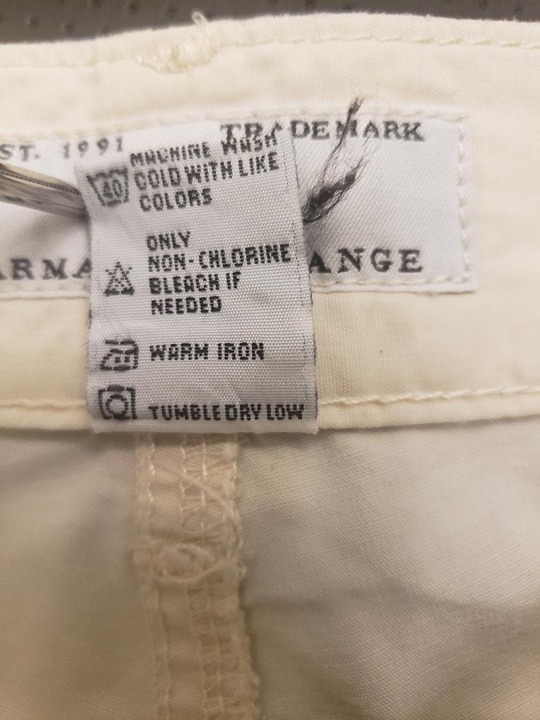 ST. 1991 TRADEMARK
MACHINE WASH
40 COLD WITH LIKE
COLORS
ONLY
NON-CHLORINE
BLEACH IF
NEEDED
ARMA ANGE
WARM IRON
TUMBLE DRY LOW